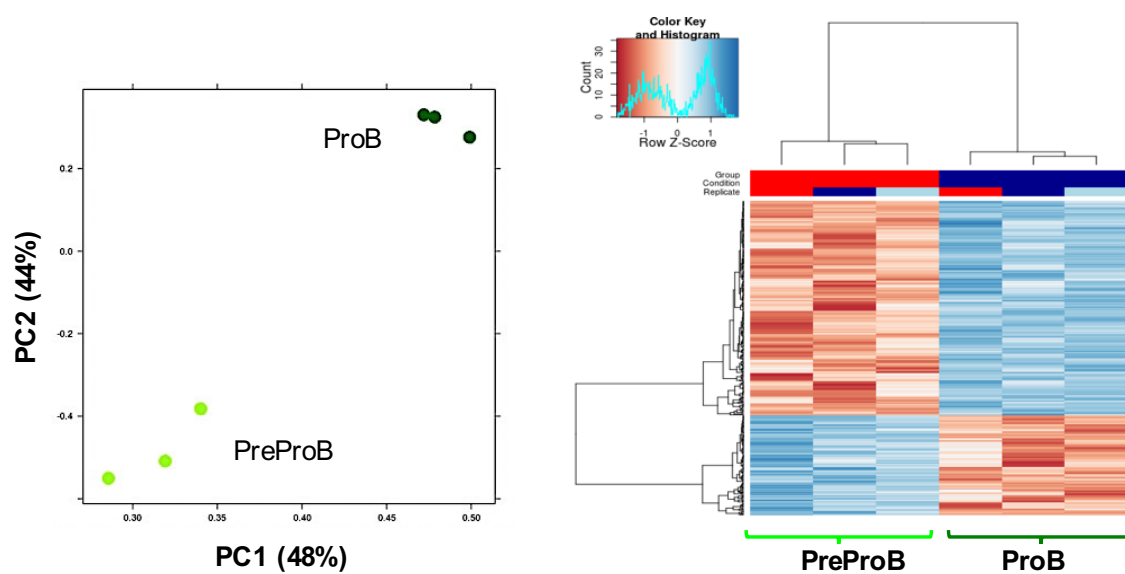 ProB
PreProB
0.2
0.0
-0.2
-0.4
0.30
0.35
0.40
0.45
0.50
PC2 (44%)
PC1 (48%)
Color Key
and Histogram
Count
0
10
20
30
-1
0
1
Row Z-Score
Group
Condition
Replicate
PreProB
ProB